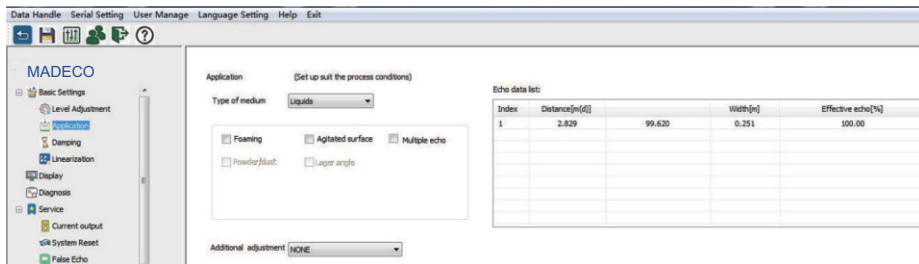 Data Handle Serial Setting User Manage Language Setting Help Exit
MADECO
Basic Settings
Level Adjustment
Application
Damping
Linearization
Display
Diagnosis
Service
Current output
System Reset
False Echo
Application (Set up suit the process conditions)
Type of medium Liquids
Foaming Agitated surface Multiple echo
Powder/dust Lager angle
Additional adjustment NONE
Echo data list:
Index Distance[m(d)] Width[m] Effective echo[%]
1 2.829 99.620 0.251 100.00